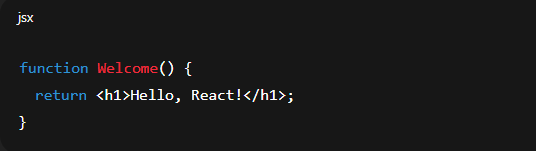 jsx
function Welcome() {
  return <h1>Hello, React!</h1>;
}